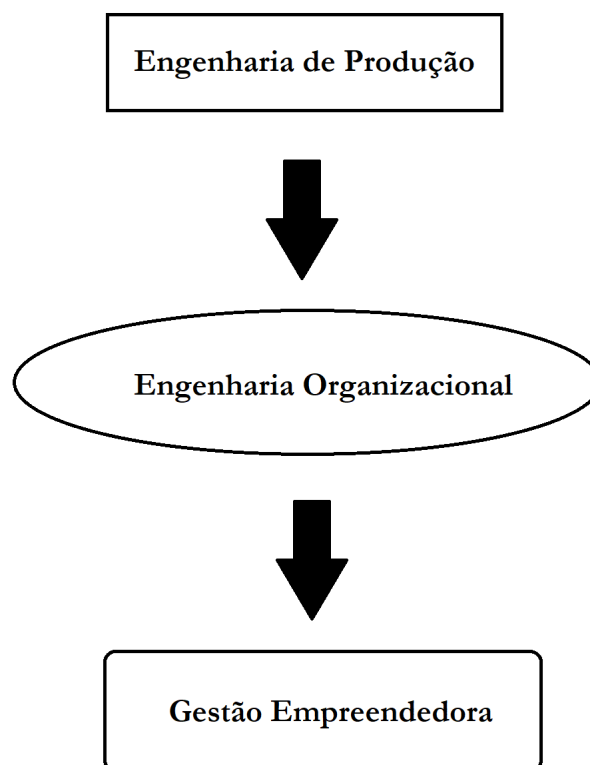 Engenharia de Produção
Engenharia Organizacional
Gestão Empreendedora